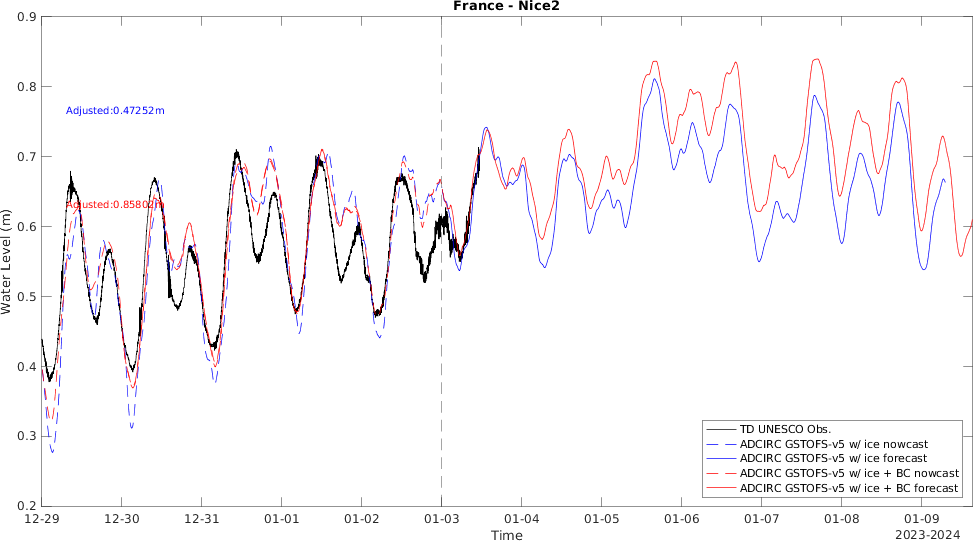 France - Nice2
Water Level (m)
0.9
0.8
0.7
0.6
0.5
0.4
0.3
0.2
Adjusted:0.47252m
Adjusted:0.85802m
TD UNESCO Obs.
ADCIRC GSTOFS-v5 w/ ice nowcast
ADCIRC GSTOFS-v5 w/ ice forecast
ADCIRC GSTOFS-v5 w/ ice + BC nowcast
ADCIRC GSTOFS-v5 w/ ice + BC forecast
12-29 12-30 12-31 01-01 01-02 01-03 01-04 01-05 01-06 01-07 01-08 01-09
2023-2024
Time